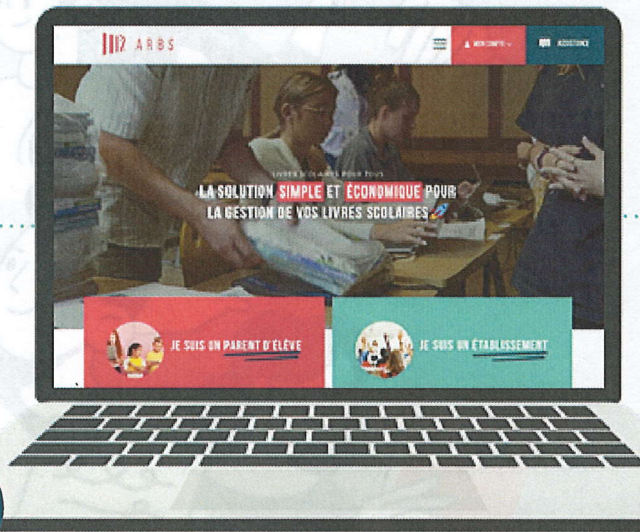 ARBS
MON COMPTE
ASSISTANCE
LIVRES SCOLAIRES POUR TOUS
LA SOLUTION SIMPLE ET ÉCONOMIQUE POUR
LA GESTION DE VOS LIVRES SCOLAIRES
JE SUIS UN PARENT D'ÉLÈVE
JE SUIS UN ÉTABLISSEMENT